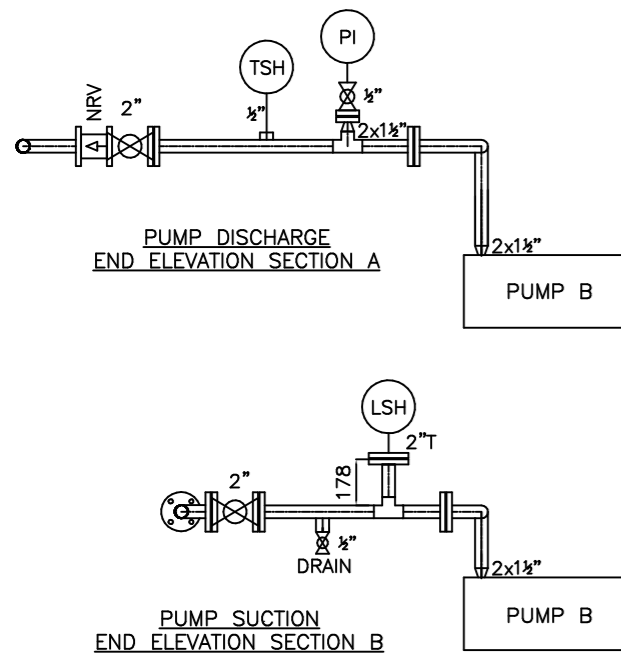 PI
TSH
NRV
2"
½"
½"
2x1½"
2x1½"
PUMP B
PUMP DISCHARGE
END ELEVATION SECTION A
LSH
2"T
178
2"
½"
DRAIN
2x1½"
PUMP B
PUMP SUCTION
END ELEVATION SECTION B